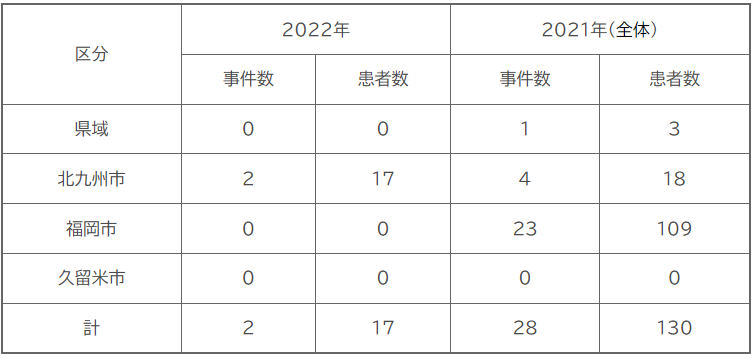 区分 2022年 2021年(全体)
事件数 患者数 事件数 患者数
県域 0 0 1 3
北九州市 2 17 4 18
福岡市 0 0 23 109
久留米市 0 0 0 0
計 2 17 28 130